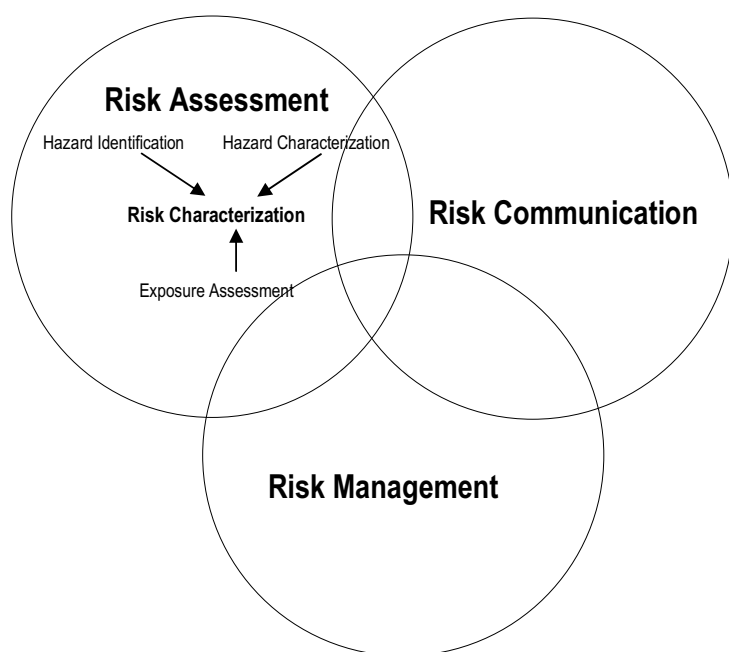 Risk Assessment
Hazard Identification
Hazard Characterization
Risk Characterization
Exposure Assessment
Risk Communication
Risk Management